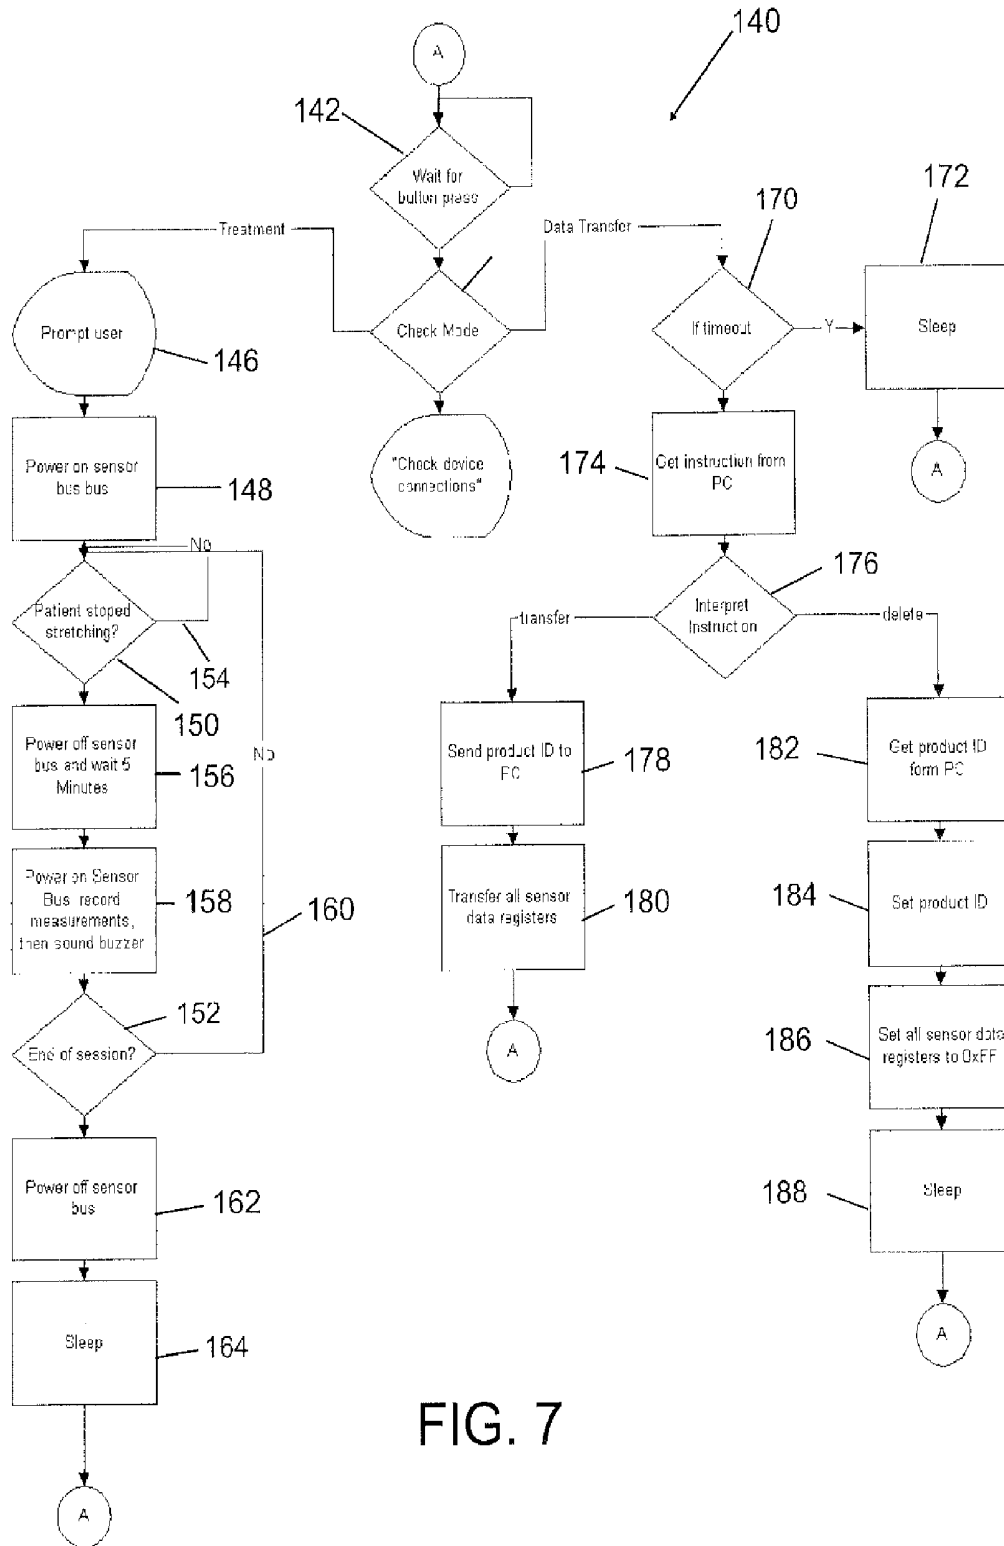 A
140
142
Wait for
button press
172
170
Treatment
Data Transfer
Prompt user
Check Mode
If timeout
Y
Sleep
146
"Check device
connections"
174
Get instruction from
PC
A
Power on sensor
bus bus
148
No
176
Patient stoped
stretching?
Interpret
Instruction
transfer
delete
154
150
Power off sensor
bus and wait 5
Minutes
156
No
Send product ID to
PC
178
182
Get product ID
form PC
Power on Sensor
Bus record
measurements,
then sound buzzer
158
160
Transfer all sensor
data registers
180
184
Set product ID
152
End of session?
A
186
Set all sensor data
registers to 0xFF
Power off sensor
bus
162
188
Sleep
Sleep
164
A
FIG. 7
A